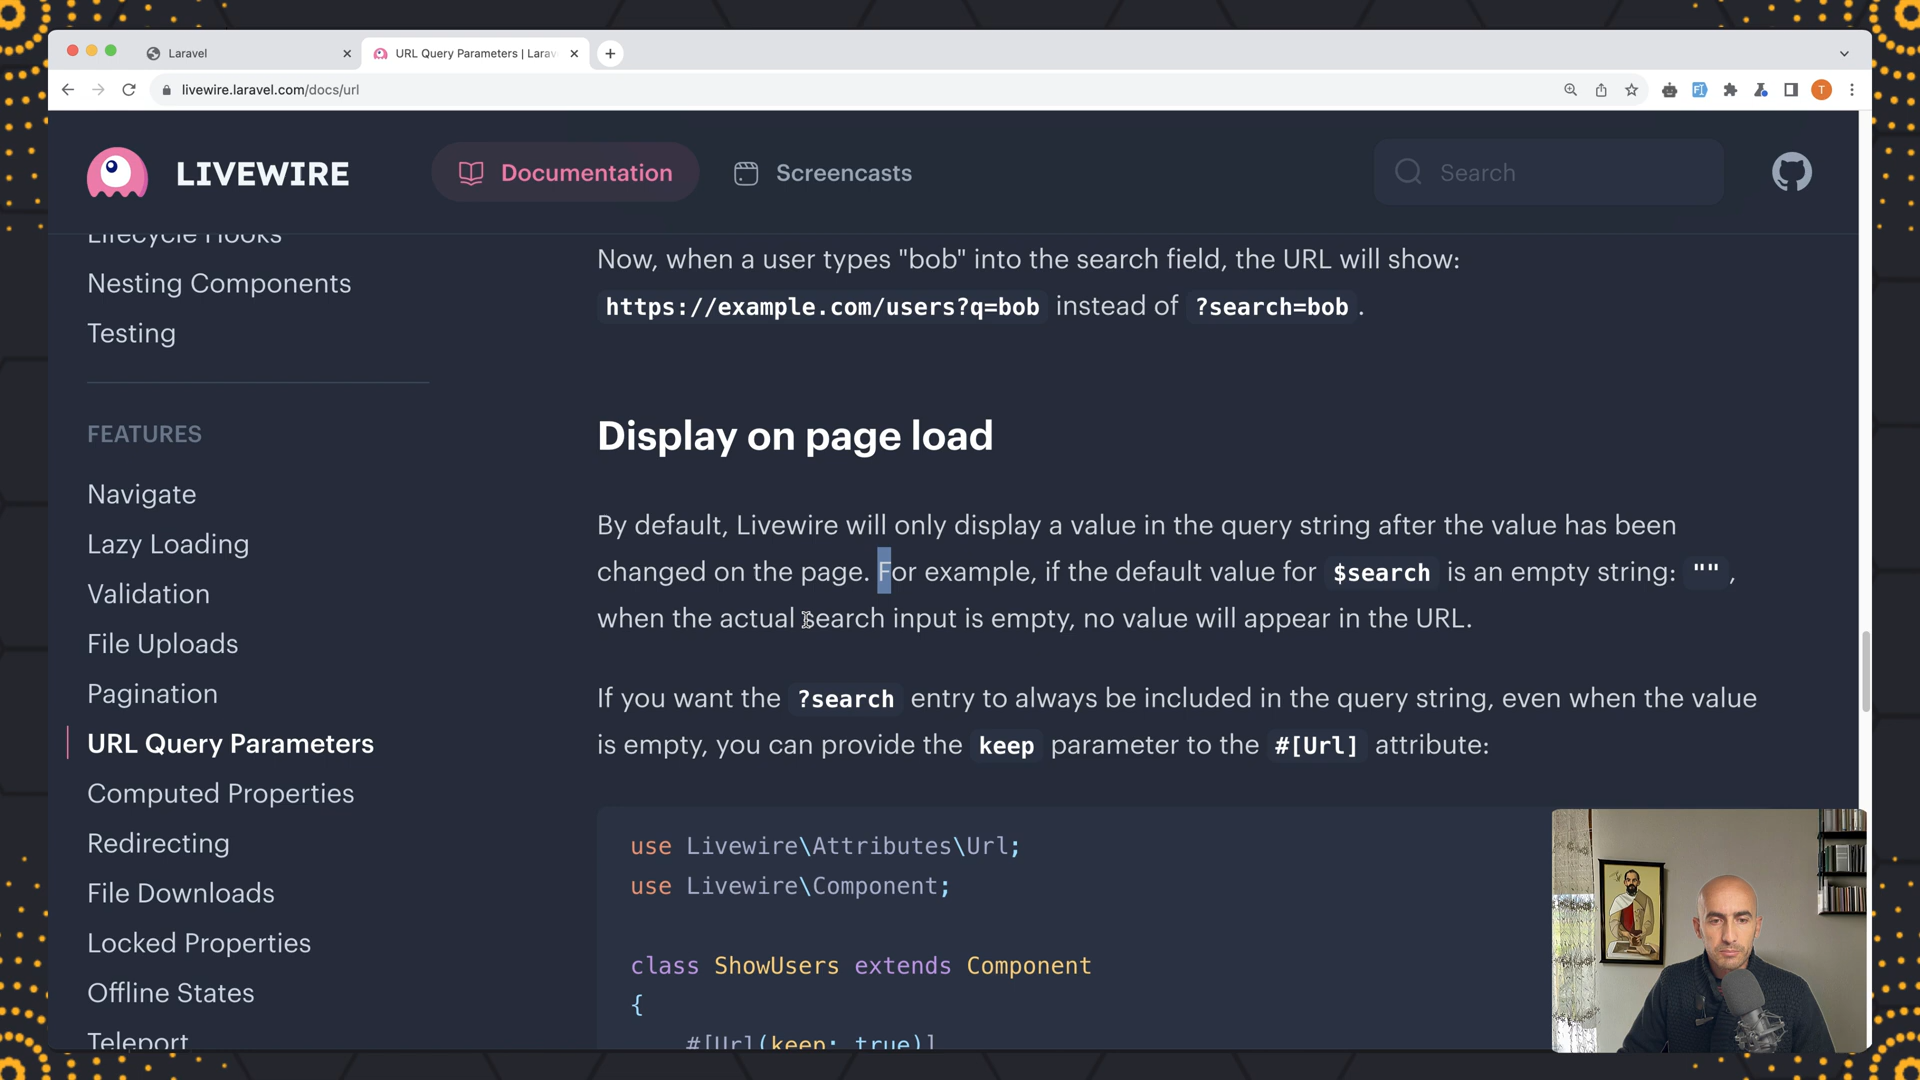 Laravel
URL Query Parameters | Larav
livewire.laravel.com/docs/url
T
LIVEWIRE
Documentation
Screencasts
Search
Lifecycle Hooks
Nesting Components
Testing
FEATURES
Navigate
Lazy Loading
Validation
File Uploads
Pagination
URL Query Parameters
Computed Properties
Redirecting
File Downloads
Locked Properties
Offline States
Teleport
Now, when a user types "bob" into the search field, the URL will show:
https://example.com/users?q=bob instead of ?search=bob .
Display on page load
By default, Livewire will only display a value in the query string after the value has been
changed on the page. For example, if the default value for $search is an empty string: "" ,
when the actual search input is empty, no value will appear in the URL.
If you want the ?search entry to always be included in the query string, even when the value
is empty, you can provide the keep parameter to the #[Url] attribute:
use Livewire\Attributes\Url;
use Livewire\Component;
class ShowUsers extends Component
{
#[Url(keep: true)]